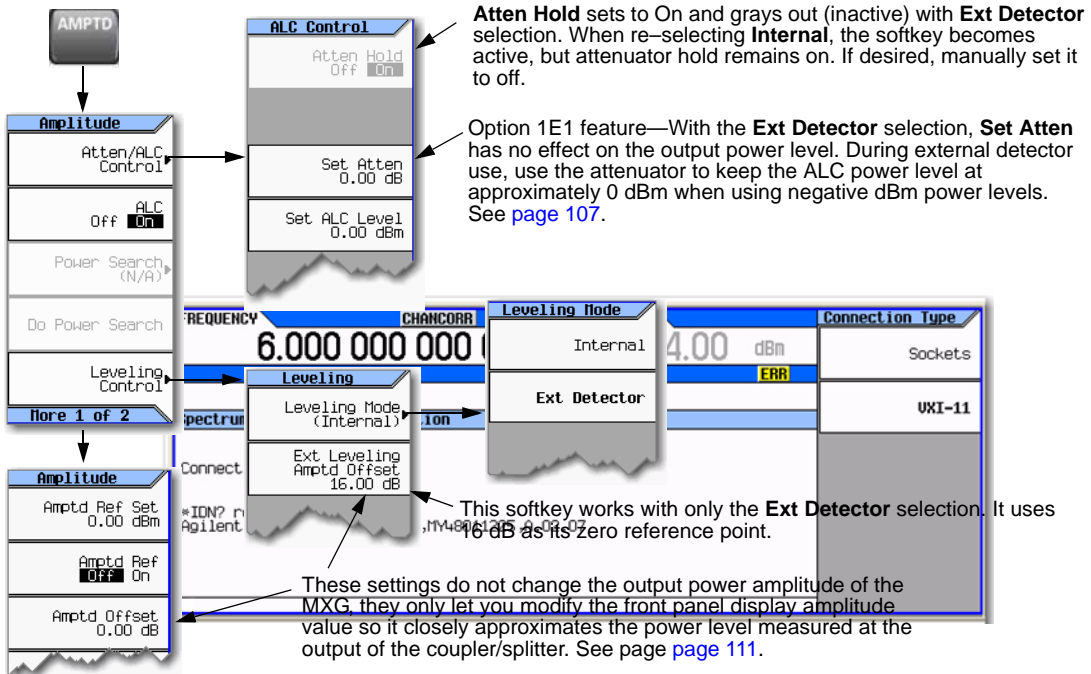 AMPTD
ALC Control
Atten Hold
Off On
Set Atten
0.00 dB
Set ALC Level
0.00 dBm
Atten Hold sets to On and grays out (inactive) with Ext Detector
selection. When re–selecting Internal, the softkey becomes
active, but attenuator hold remains on. If desired, manually set it
to off.
Option 1E1 feature—With the Ext Detector selection, Set Atten
has no effect on the output power level. During external detector
use, use the attenuator to keep the ALC power level at
approximately 0 dBm when using negative dBm power levels.
See page 107.
Amplitude
Atten/ALC
Control
ALC
Off On
Power Search
(N/A)
Do Power Search
Leveling
Control
More 1 of 2
FREQUENCY
CHANCORR
6.000 000 000
4.00 dBm
ERR
Leveling
Leveling Mode
(Internal)
Ext Leveling
Amptd Offset
16.00 dB
Leveling Mode
Internal
Ext Detector
Connection Type
Sockets
VXI-11
Connect
*IDN?
Agilent
This softkey works with only the Ext Detector selection. It uses
16 dB as its zero reference point.
Amplitude
Amptd Ref Set
0.00 dBm
Amptd Ref
Off On
Amptd Offset
0.00 dB
These settings do not change the output power amplitude of the
MXG, they only let you modify the front panel display amplitude
value so it closely approximates the power level measured at the
output of the coupler/splitter. See page page 111.